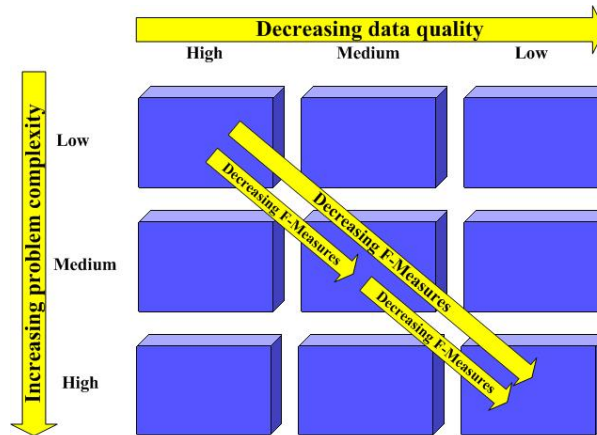 Decreasing data quality
High Medium Low
Increasing problem complexity
Low
Medium
High
Decreasing F-Measures
Decreasing F-Measures
Decreasing F-Measures